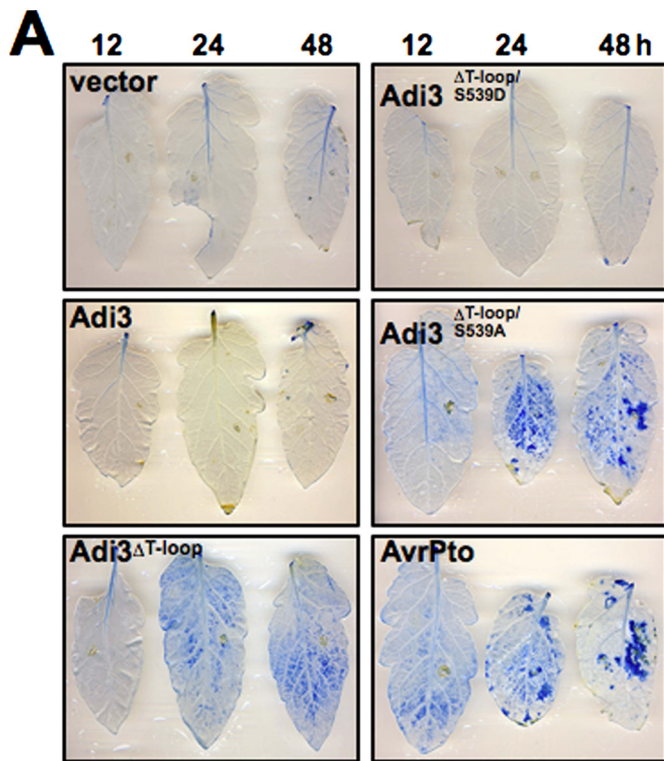 A
12 24 48 12 24 48 h
vector
Adi3 ΔT-loop/
S539D
Adi3
Adi3 ΔT-loop/
S539A
Adi3ΔT-loop
AvrPto